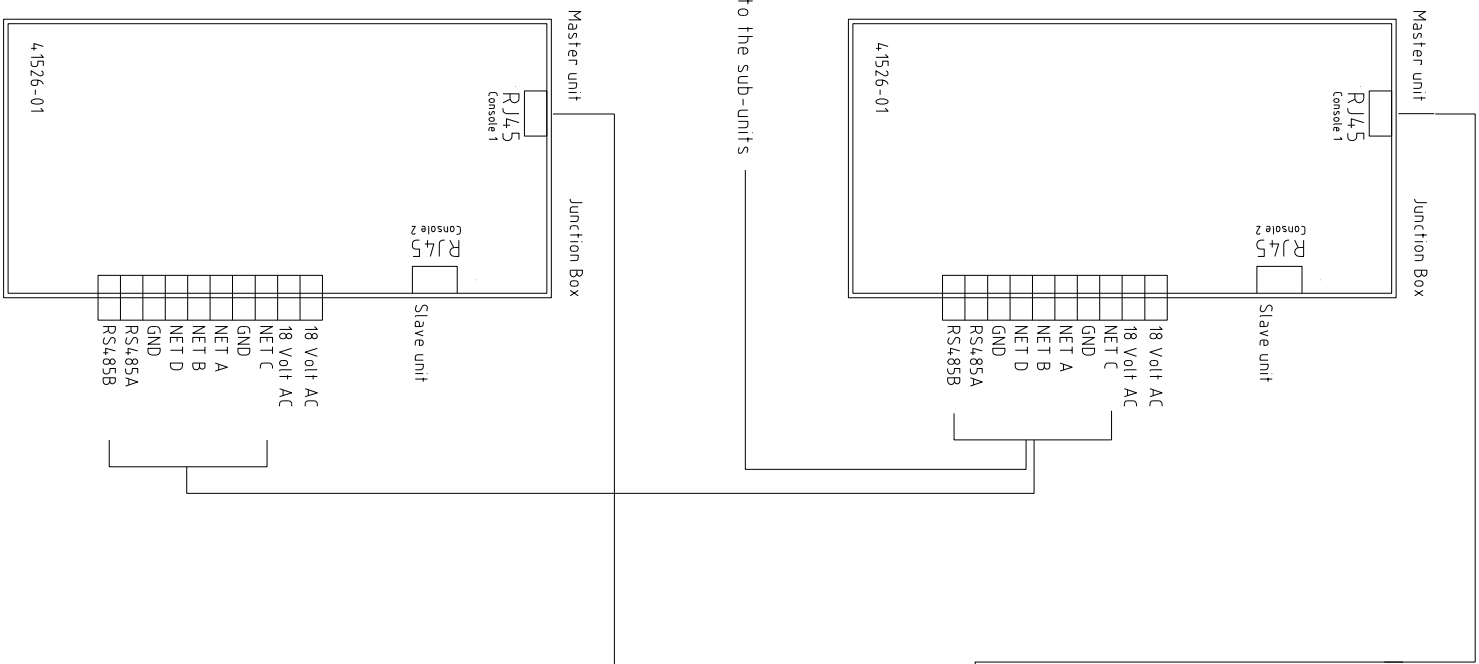 Master unit
Junction Box
RJ45
Console 1
41526-01
RJ45
Console 2
Slave unit
18 Volt AC
18 Volt AC
NET C
GND
NET A
NET B
NET D
GND
RS485A
RS485B
to the sub-units
Master unit
Junction Box
RJ45
Console 1
41526-01
RJ45
Console 2
Slave unit
18 Volt AC
18 Volt AC
NET C
GND
NET A
NET B
NET D
GND
RS485A
RS485B